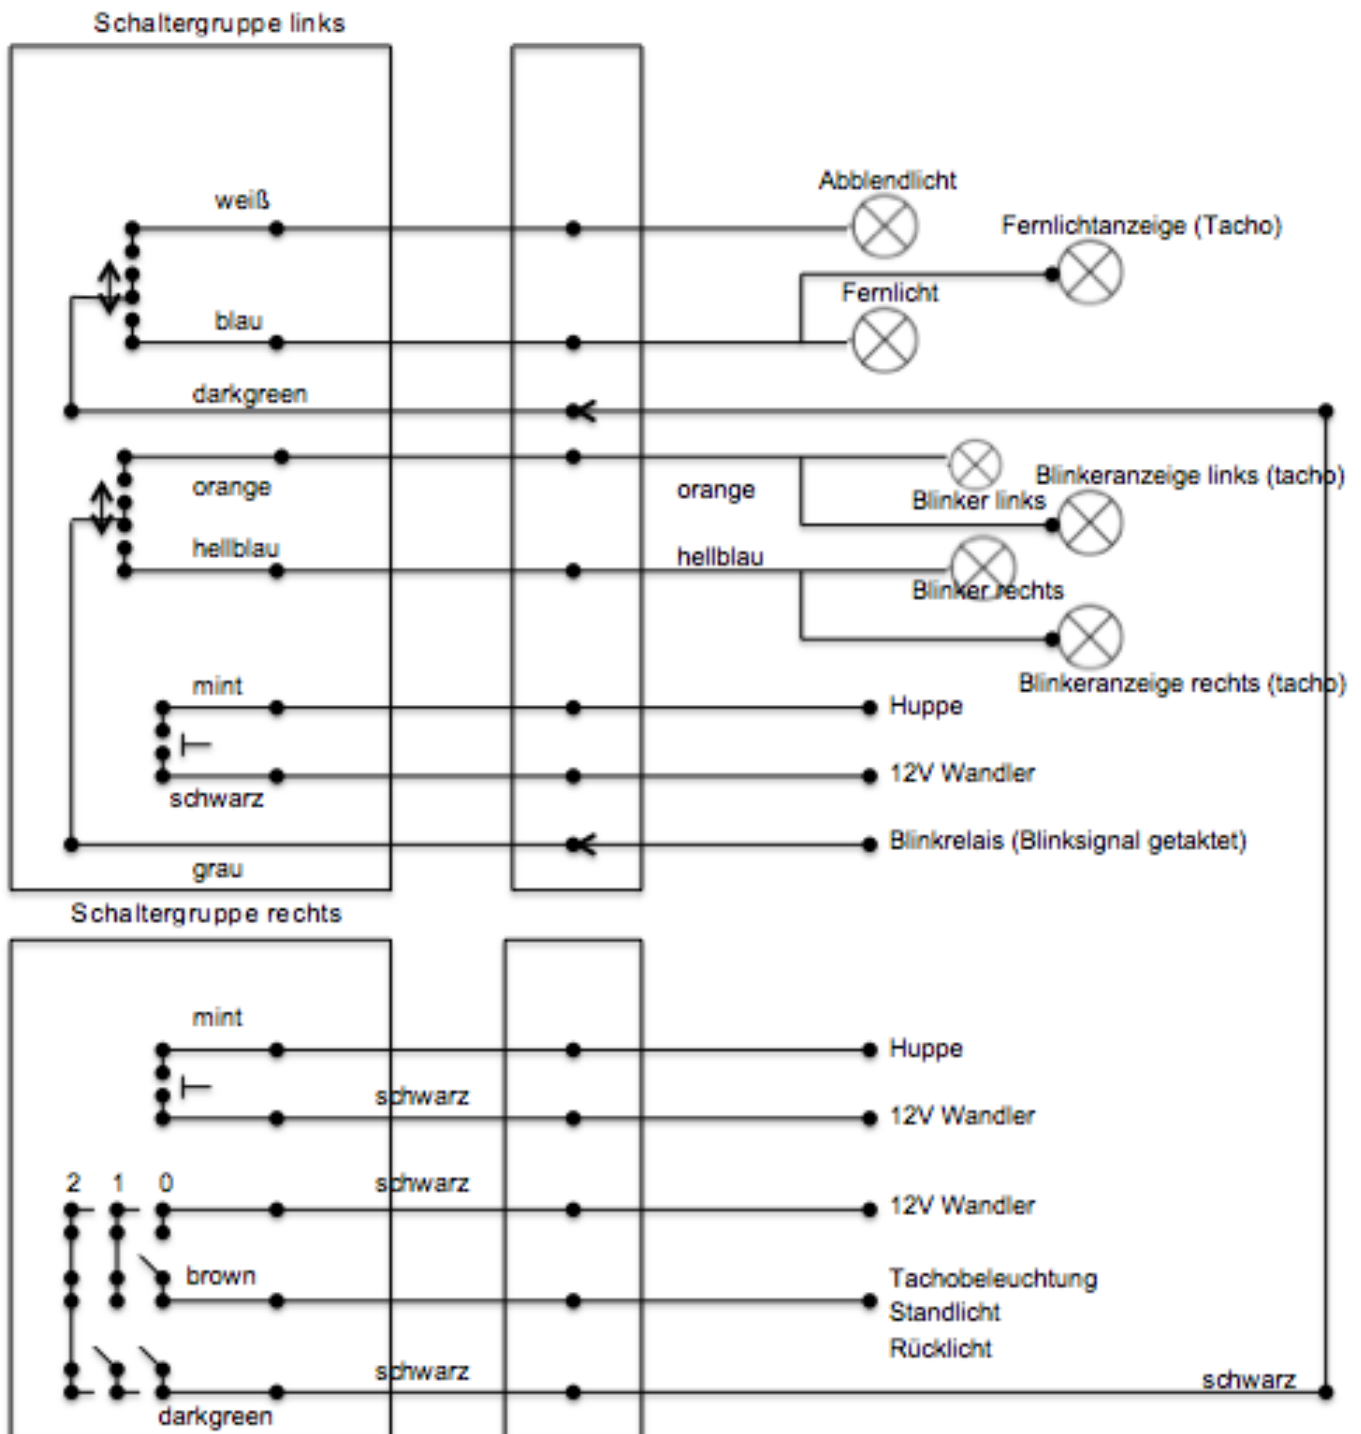 Schaltergruppe links
weiß
Abblendlicht
Fernlichtanzeige (Tacho)
Fernlicht
blau
darkgreen
orange
orange
Blinkeranzeige links (tacho)
Blinker links
hellblau
hellblau
Blinker rechts
mint
Blinkeranzeige rechts (tacho)
Huppe
12V Wandler
schwarz
Blinkrelais (Blinksignal getaktet)
grau
Schaltergruppe rechts
mint
Huppe
schwarz
12V Wandler
2 1 0
schwarz
12V Wandler
brown
Tachobeleuchtung
Standlicht
Rücklicht
schwarz
schwarz
darkgreen